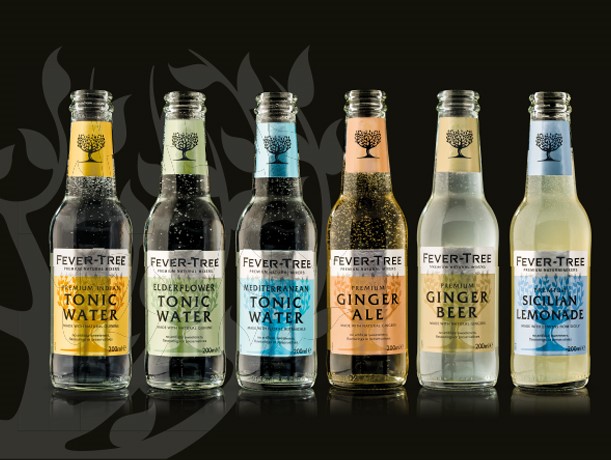 FEVER-TREE
PREMIUM NATURAL MIXERS
PREMIUM INDIAN
TONIC
WATER
200ml e
FEVER-TREE
PREMIUM NATURAL MIXERS
ELDERFLOWER
TONIC
WATER
200ml e
FEVER-TREE
PREMIUM NATURAL MIXERS
MEDITERRANEAN
TONIC
WATER
200ml e
FEVER-TREE
PREMIUM NATURAL MIXERS
PREMIUM
GINGER
ALE
200ml e
FEVER-TREE
PREMIUM NATURAL MIXERS
PREMIUM
GINGER
BEER
200ml e
FEVER-TREE
PREMIUM NATURAL MIXERS
SICILIAN
LEMONADE
200ml e